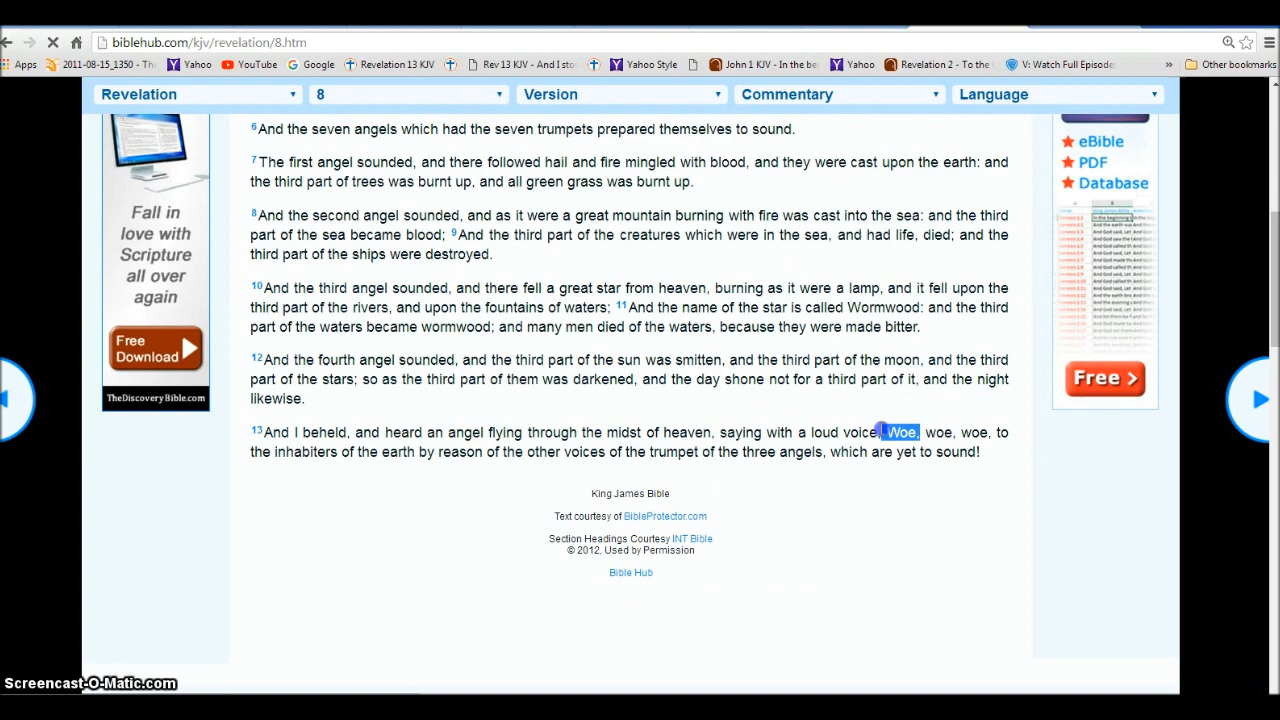 biblehub.com/kjv/revelation/8.htm
Apps 2011-08-15_1350 - Th Yahoo YouTube Google Revelation 13 KJV Rev 13 KJV - And I sto Yahoo Style John 1 KJV - In the be Yahoo Revelation 2 - To the V: Watch Full Episode » Other bookmarks
Revelation 8 Version Commentary Language
6And the seven angels which had the seven trumpets prepared themselves to sound.
7The first angel sounded, and there followed hail and fire mingled with blood, and they were cast upon the earth: and
the third part of trees was burnt up, and all green grass was burnt up.
8And the second angel sounded, and as it were a great mountain burning with fire was cast into the sea: and the third
part of the sea became blood; 9And the third part of the creatures which were in the sea, and had life, died; and the
third part of the ships were destroyed.
10And the third angel sounded, and there fell a great star from heaven, burning as it were a lamp, and it fell upon the
third part of the rivers, and upon the fountains of waters; 11And the name of the star is called Wormwood: and the third
part of the waters became wormwood; and many men died of the waters, because they were made bitter.
12And the fourth angel sounded, and the third part of the sun was smitten, and the third part of the moon, and the third
part of the stars; so as the third part of them was darkened, and the day shone not for a third part of it, and the night
likewise.
13And I beheld, and heard an angel flying through the midst of heaven, saying with a loud voice, Woe, woe, woe, to
the inhabiters of the earth by reason of the other voices of the trumpet of the three angels, which are yet to sound!
King James Bible
Text courtesy of BibleProtector.com
Section Headings Courtesy INT Bible
© 2012, Used by Permission
Bible Hub
Fall in
love with
Scripture
all over
again
Free
Download
TheDiscoveryBible.com
eBible
PDF
Database
Free >
Screencast-O-Matic.com